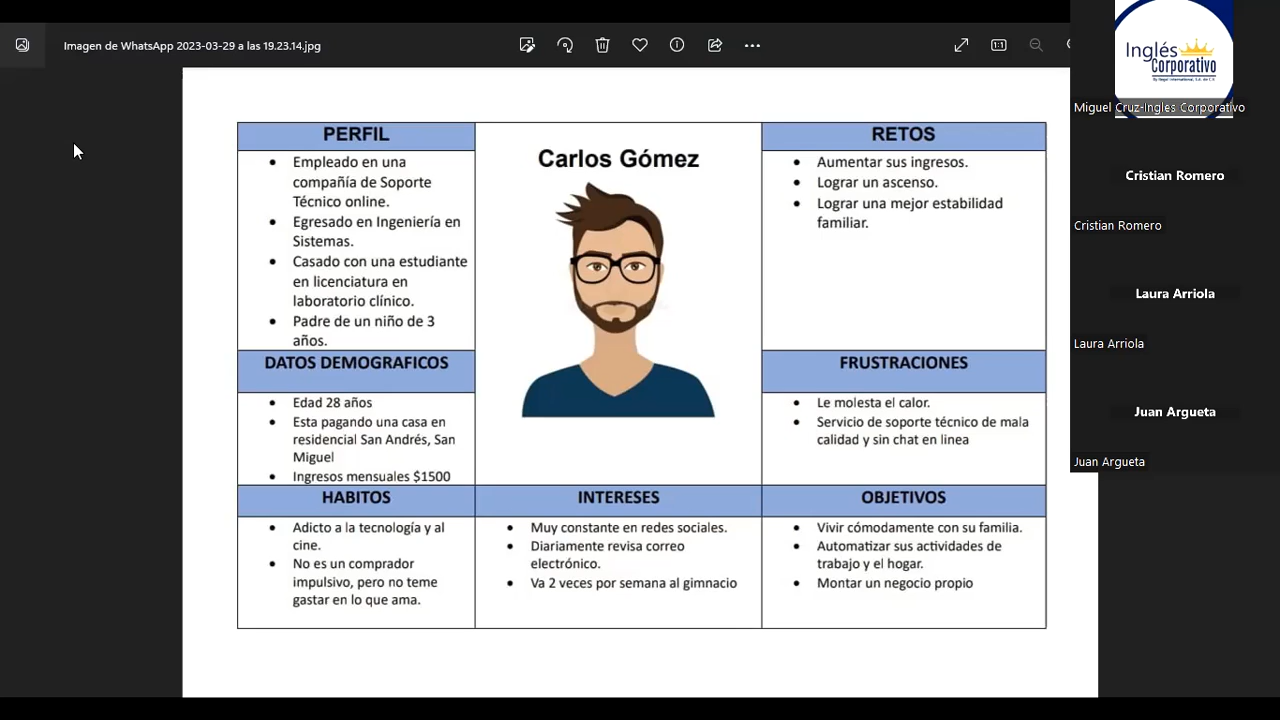 Imagen de WhatsApp 2023-03-29 a las 19.23.14.jpg
1:1
PERFIL
Empleado en una
compañía de Soporte
Técnico online.
Egresado en Ingeniería en
Sistemas.
Casado con una estudiante
en licenciatura en
laboratorio clínico.
Padre de un niño de 3
años.
DATOS DEMOGRAFICOS
Edad 28 años
Esta pagando una casa en
residencial San Andrés, San
Miguel
Ingresos mensuales $1500
HABITOS
Adicto a la tecnología y al
cine.
No es un comprador
impulsivo, pero no teme
gastar en lo que ama.
Carlos Gómez
INTERESES
Muy constante en redes sociales.
Diariamente revisa correo
electrónico.
Va 2 veces por semana al gimnacio
RETOS
Aumentar sus ingresos.
Lograr un ascenso.
Lograr una mejor estabilidad
familiar.
FRUSTRACIONES
Le molesta el calor.
Servicio de soporte técnico de mala
calidad y sin chat en linea
OBJETIVOS
Vivir cómodamente con su familia.
Automatizar sus actividades de
trabajo y el hogar.
Montar un negocio propio
Inglés
Corporativo
Miguel Cruz-Ingles Corporativo
Cristian Romero
Cristian Romero
Laura Arriola
Laura Arriola
Juan Argueta
Juan Argueta